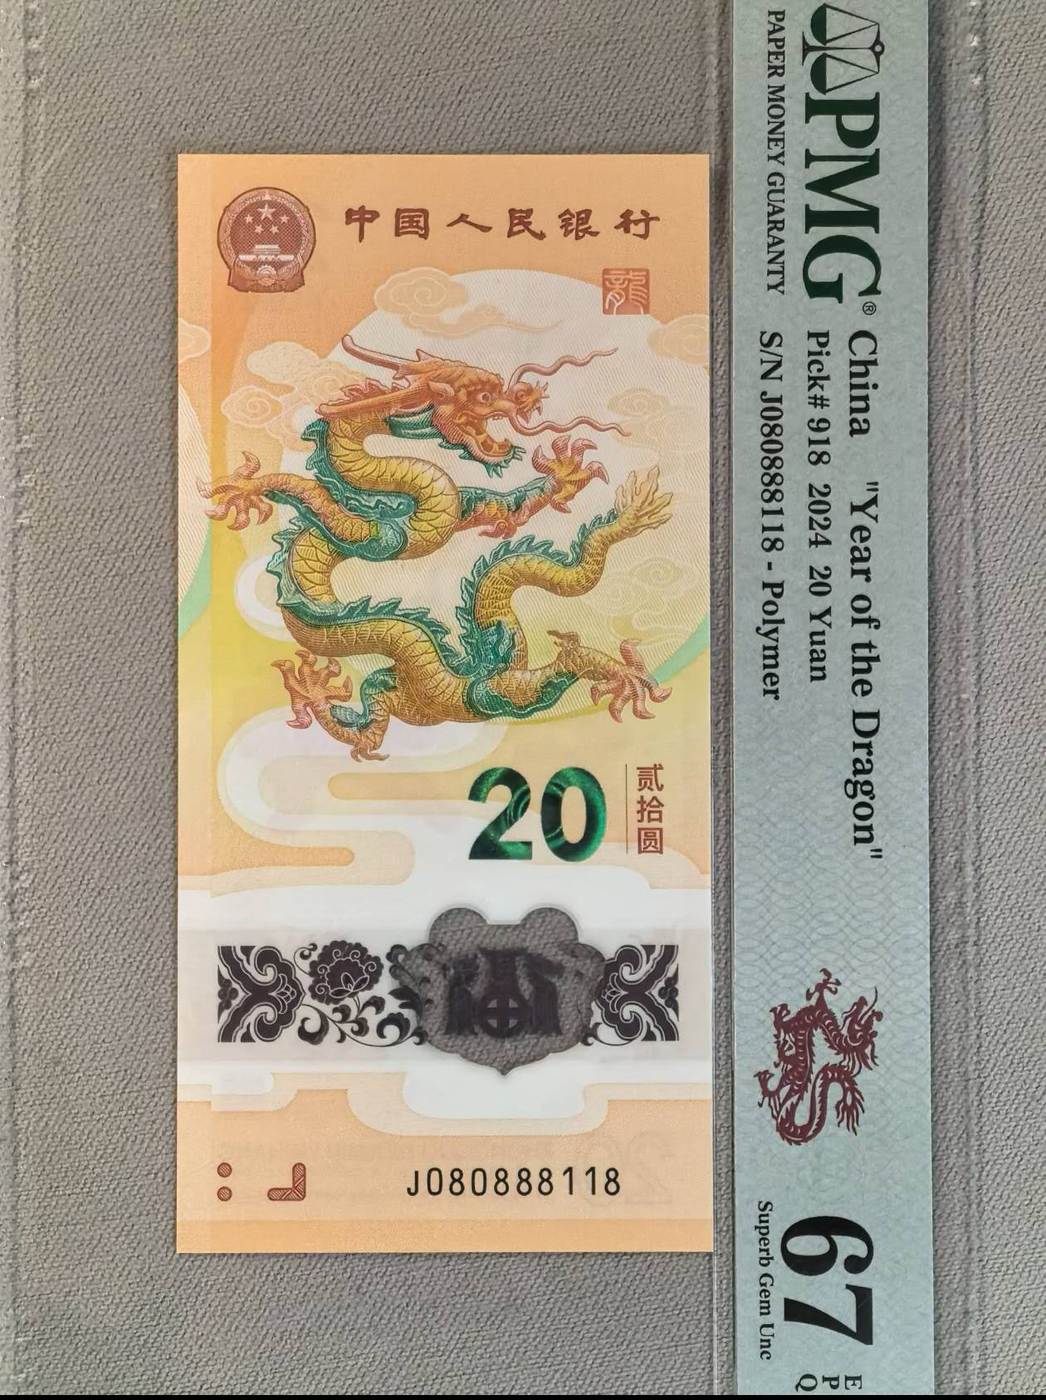 中国人民银行
龍
20
贰拾圆
J080888118
PMG®
PAPER MONEY GUARANTY
China "Year of the Dragon"
Pick# 918 2024 20 Yuan
S/N J080888118 - Polymer
67
EPQ
Superb Gem Unc